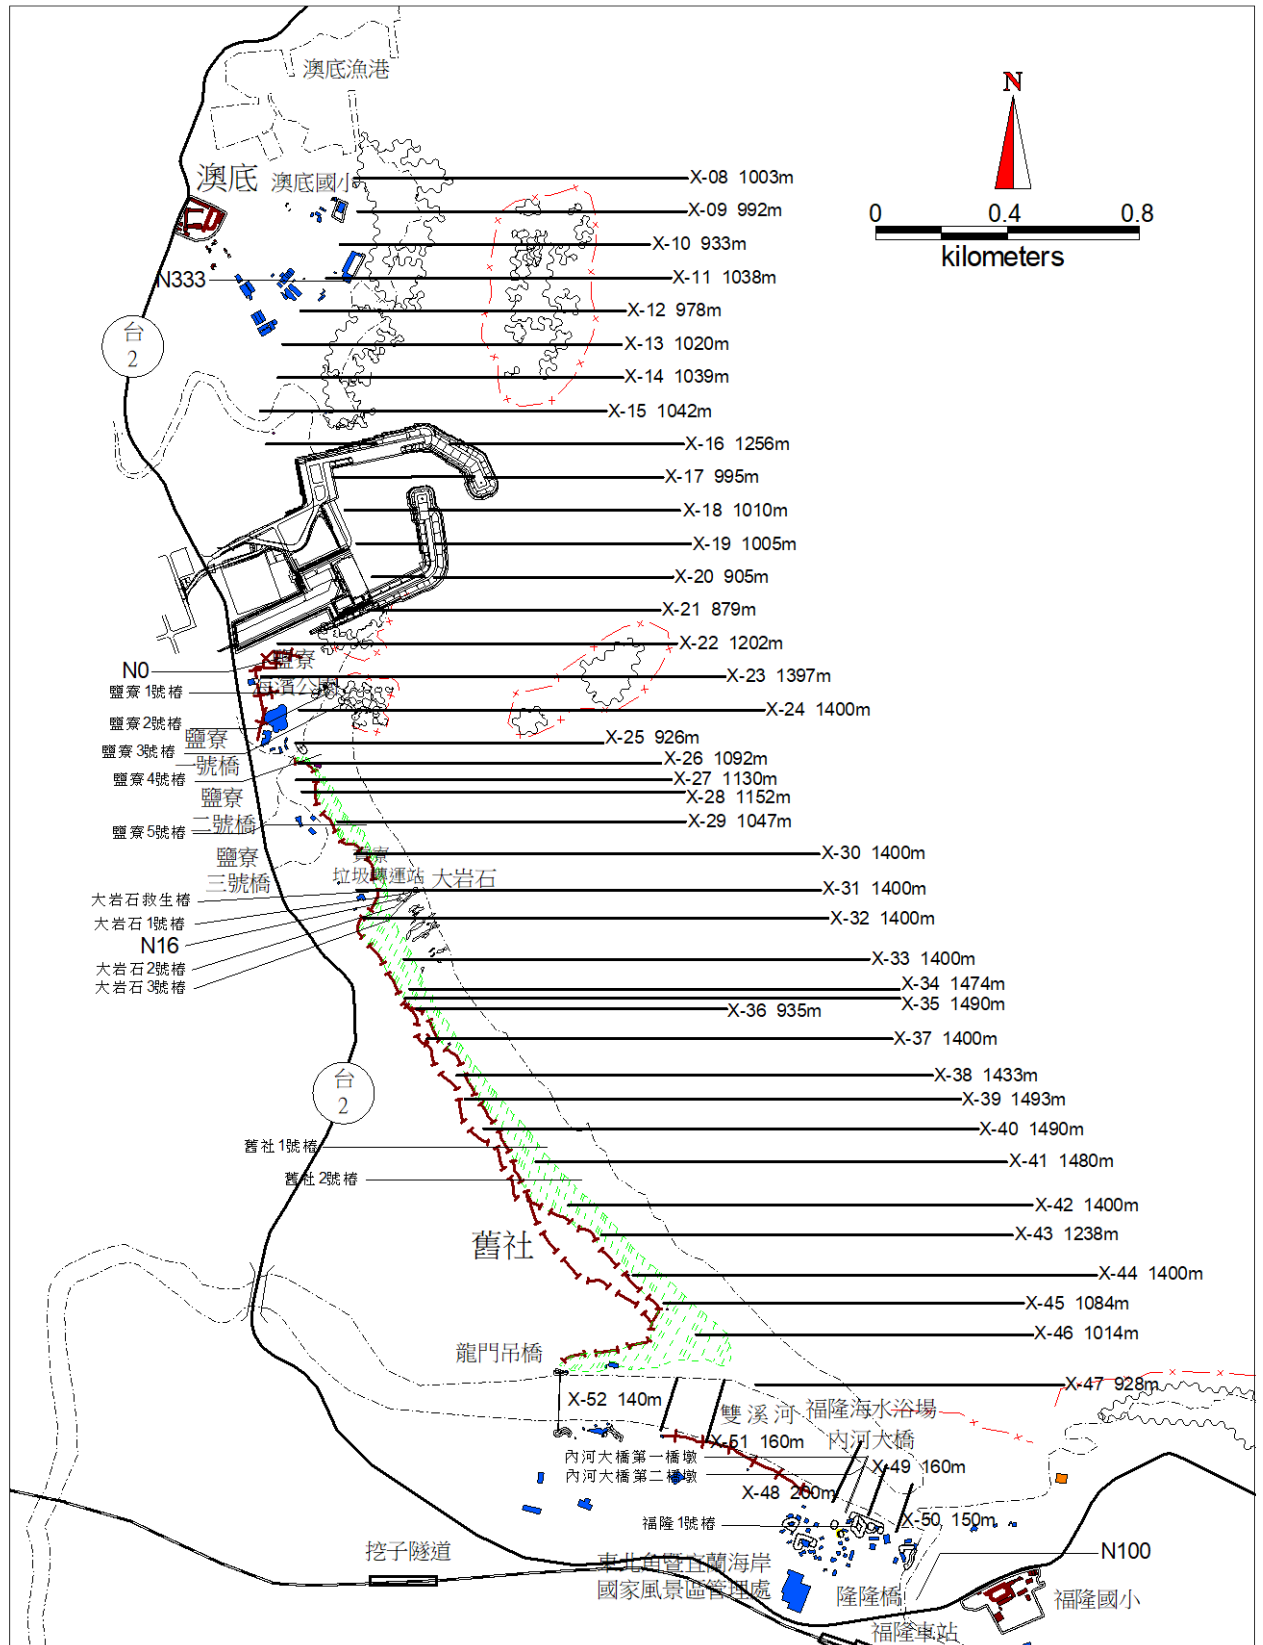 澳底漁港
N
澳底 澳底國小
X-08 1003m
X-09 992m
0 0.4 0.8
kilometers
X-10 933m
N333
X-11 1038m
X-12 978m
台
2
X-13 1020m
X-14 1039m
X-15 1042m
X-16 1256m
X-17 995m
X-18 1010m
X-19 1005m
X-20 905m
X-21 879m
X-22 1202m
鹽寮
海濱公園
N0
X-23 1397m
鹽寮1號樁
X-24 1400m
鹽寮2號樁
鹽寮
一號橋
X-25 926m
鹽寮3號樁
X-26 1092m
鹽寮4號樁
X-27 1130m
鹽寮
二號橋
X-28 1152m
X-29 1047m
鹽寮5號樁
鹽寮
三號橋
貢寮
垃圾轉運站
大岩石
X-30 1400m
X-31 1400m
大岩石救生樁
大岩石1號樁
X-32 1400m
N16
大岩石2號樁
X-33 1400m
大岩石3號樁
X-34 1474m
X-35 1490m
X-36 935m
X-37 1400m
台
2
X-38 1433m
X-39 1493m
X-40 1490m
舊社1號樁
X-41 1480m
舊社2號樁
X-42 1400m
X-43 1238m
舊社
X-44 1400m
X-45 1084m
X-46 1014m
龍門吊橋
X-47 928m
X-52 140m
雙溪河
福隆海水浴場
X-51 160m
內河大橋
內河大橋第一橋墩
X-49 160m
內河大橋第二橋墩
X-48 200m
X-50 150m
福隆1號樁
挖子隧道
N100
東北角暨宜蘭海岸
國家風景區管理處
隆隆橋
福隆國小
福隆車站